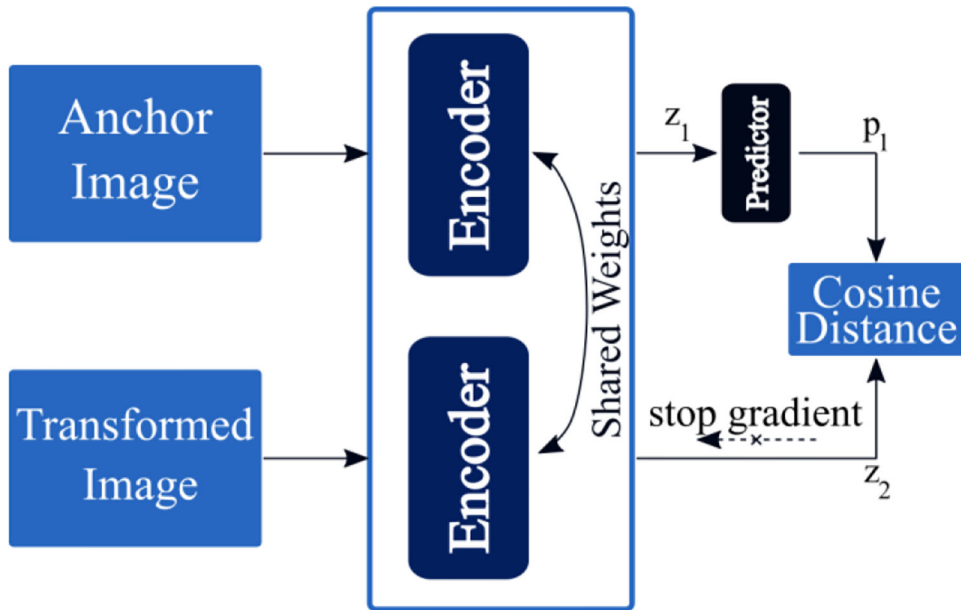 Anchor
Image
Encoder
z₁
Predictor
p₁
Shared Weights
Cosine
Distance
Transformed
Image
Encoder
stop gradient
x
z₂